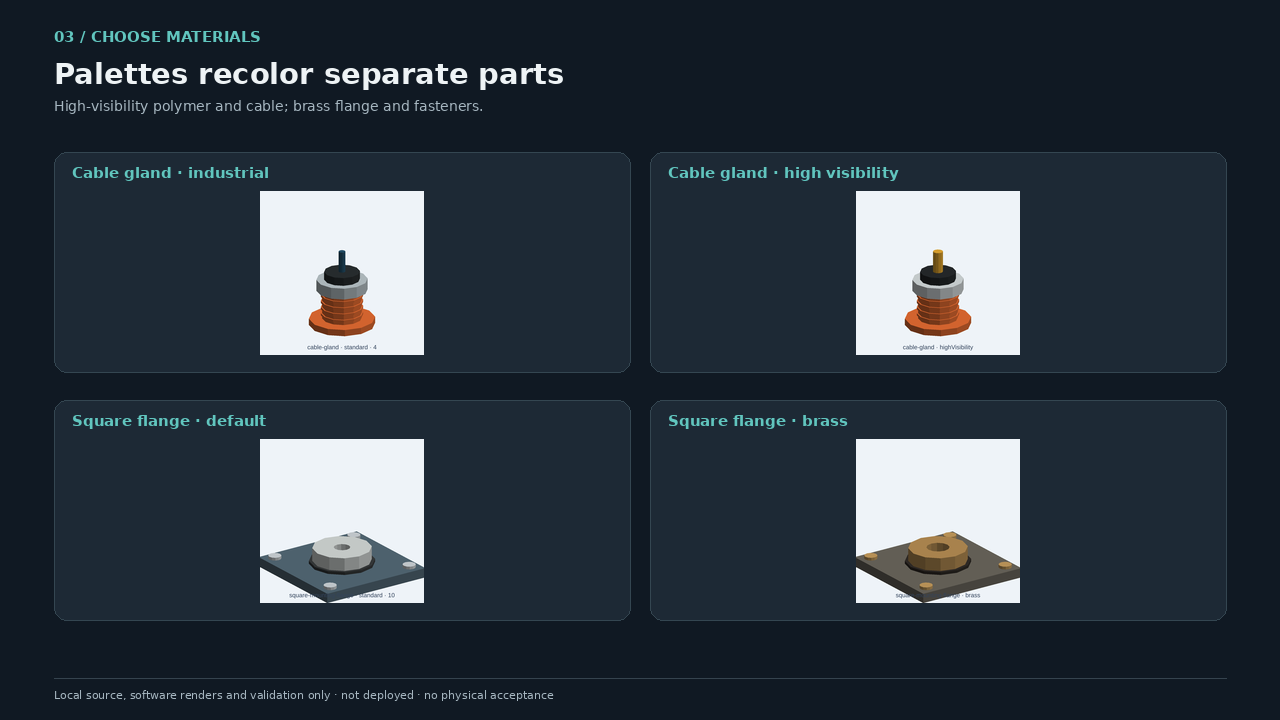 03 / CHOOSE MATERIALS
Palettes recolor separate parts
High-visibility polymer and cable; brass flange and fasteners.
Cable gland · industrial
cable-gland · standard · 4
Cable gland · high visibility
cable-gland · highVisibility
Square flange · default
standard · 10
Square flange · brass
· brass
Local source, software renders and validation only · not deployed · no physical acceptance